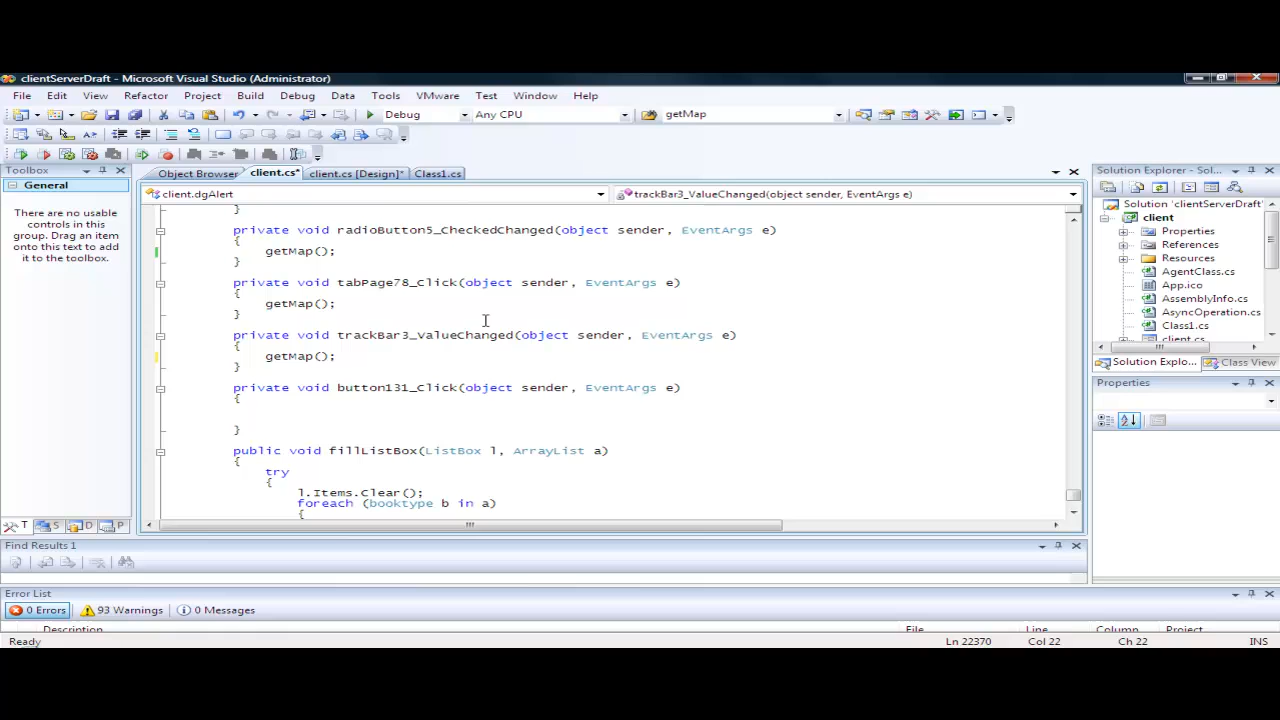 clientServerDraft - Microsoft Visual Studio (Administrator)
File Edit View Refactor Project Build Debug Data Tools VMware Test Window Help
Debug Any CPU getMap
Toolbox
General
There are no usable
controls in this
group. Drag an item
onto this text to add
it to the toolbox.
T S D P
Object Browser client.cs* client.cs [Design]* Class1.cs
client.dgAlert trackBar3_ValueChanged(object sender, EventArgs e)
}
private void radioButton5_CheckedChanged(object sender, EventArgs e)
{
getMap();
}
private void tabPage78_Click(object sender, EventArgs e)
{
getMap();
}
private void trackBar3_ValueChanged(object sender, EventArgs e)
{
getMap();
}
private void button131_Click(object sender, EventArgs e)
{
}
public void fillListBox(ListBox l, ArrayList a)
{
try
{
l.Items.Clear();
foreach (booktype b in a)
{
Solution Explorer - Sol...
Solution 'clientServerDraft'
client
Properties
References
Resources
AgentClass.cs
App.ico
AssemblyInfo.cs
AsyncOperation.cs
Class1.cs
client.cs
Solution Explo... Class View
Properties
Find Results 1
Error List
0 Errors 93 Warnings 0 Messages
Description File Line Column Project
Ready Ln 22370 Col 22 Ch 22 INS